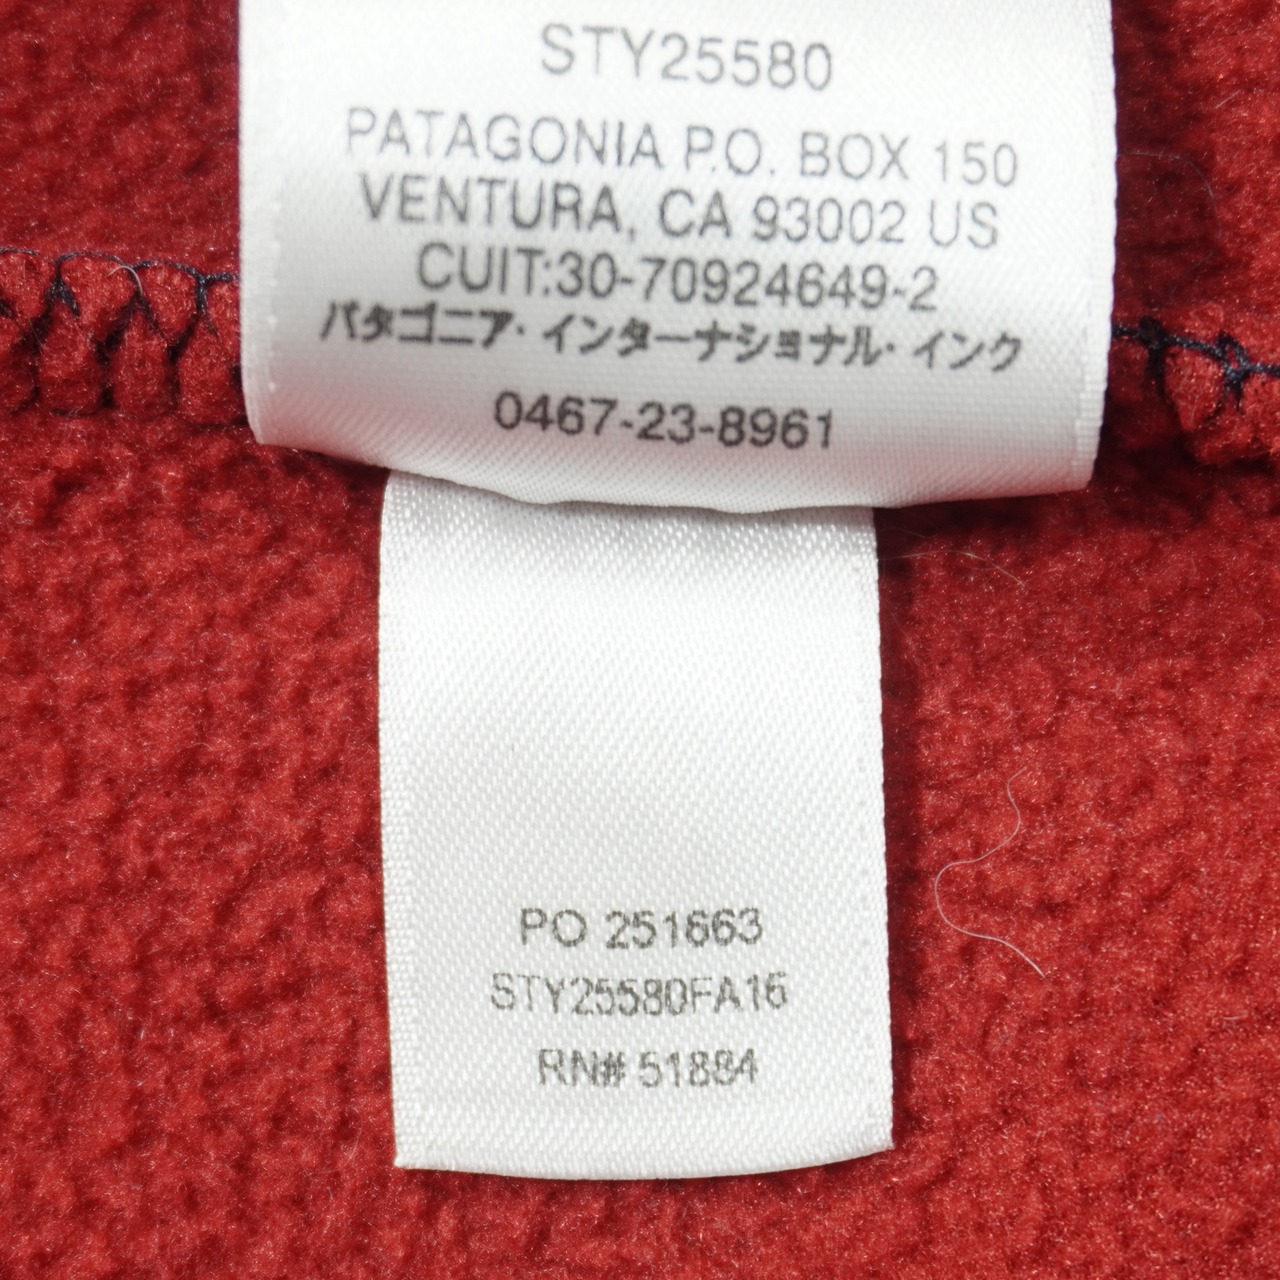 STY25580
PATAGONIA P.O. BOX 150
VENTURA, CA 93002 US
CUIT:30-70924649-2
パタゴニア・インターナショナル・インク
0467-23-8961
PO 251663
STY25580FA16
RN# 51884